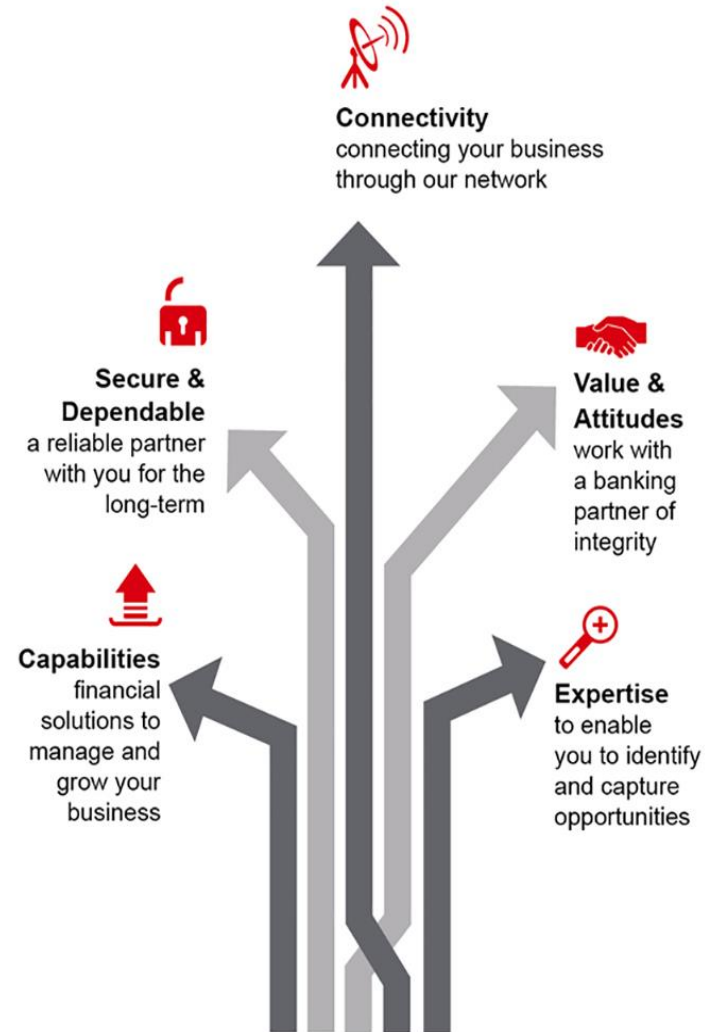 Connectivity
connecting your business
through our network
Secure &
Dependable
a reliable partner
with you for the
long-term
Value &
Attitudes
work with
a banking
partner of
integrity
Capabilities
financial
solutions to
manage and
grow your
business
Expertise
to enable
you to identify
and capture
opportunities